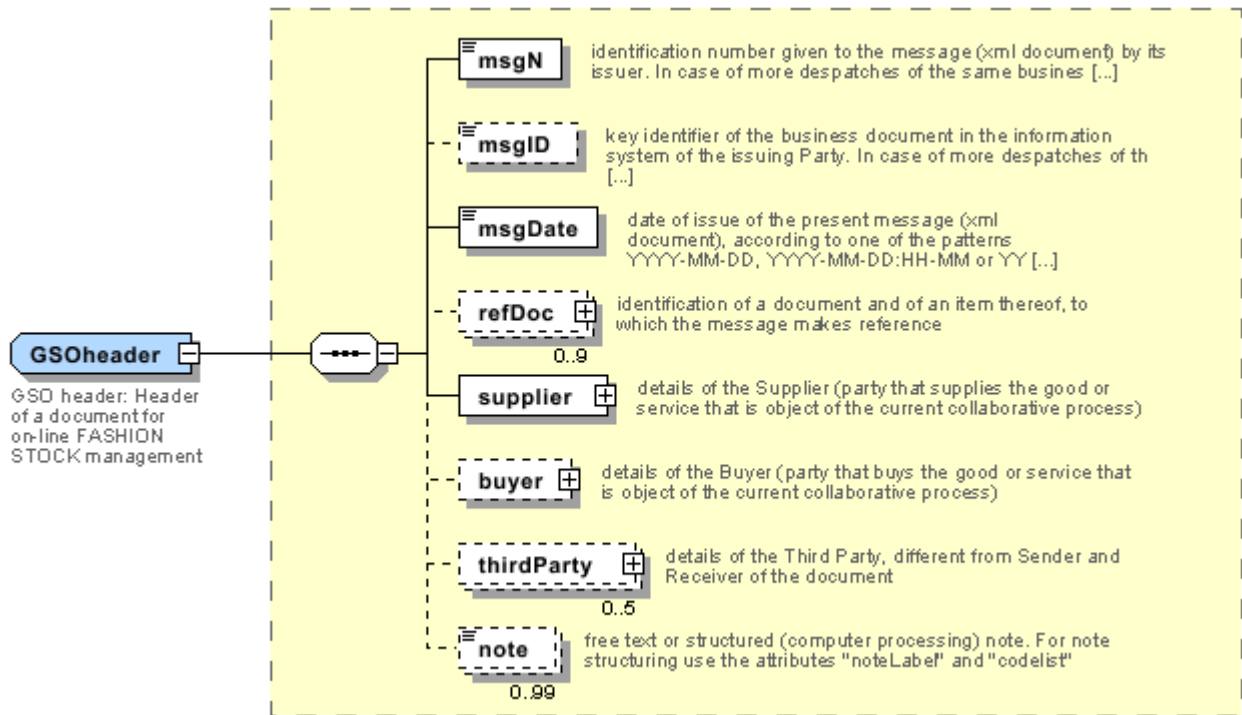 msgN
identification number given to the message (xml document) by its
issuer. In case of more despatches of the same busines [...]
msgID
key identifier of the business document in the information
system of the issuing Party. In case of more despatches of th
[...]
msgDate
date of issue of the present message (xml
document), according to one of the patterns
YYYY-MM-DD, YYYY-MM-DD:HH-MM or YY [...]
refDoc
identification of a document and of an item thereof, to
which the message makes reference
0..9
GSOheader
GSO header: Header
of a document for
on-line FASHION
STOCK management
supplier
details of the Supplier (party that supplies the good or
service that is object of the current collaborative process)
buyer
details of the Buyer (party that buys the good or service that
is object of the current collaborative process)
thirdParty
details of the Third Party, different from Sender and
Receiver of the document
0..5
note
free text or structured (computer processing) note. For note
structuring use the attributes "noteLabel" and "codelist"
0..99